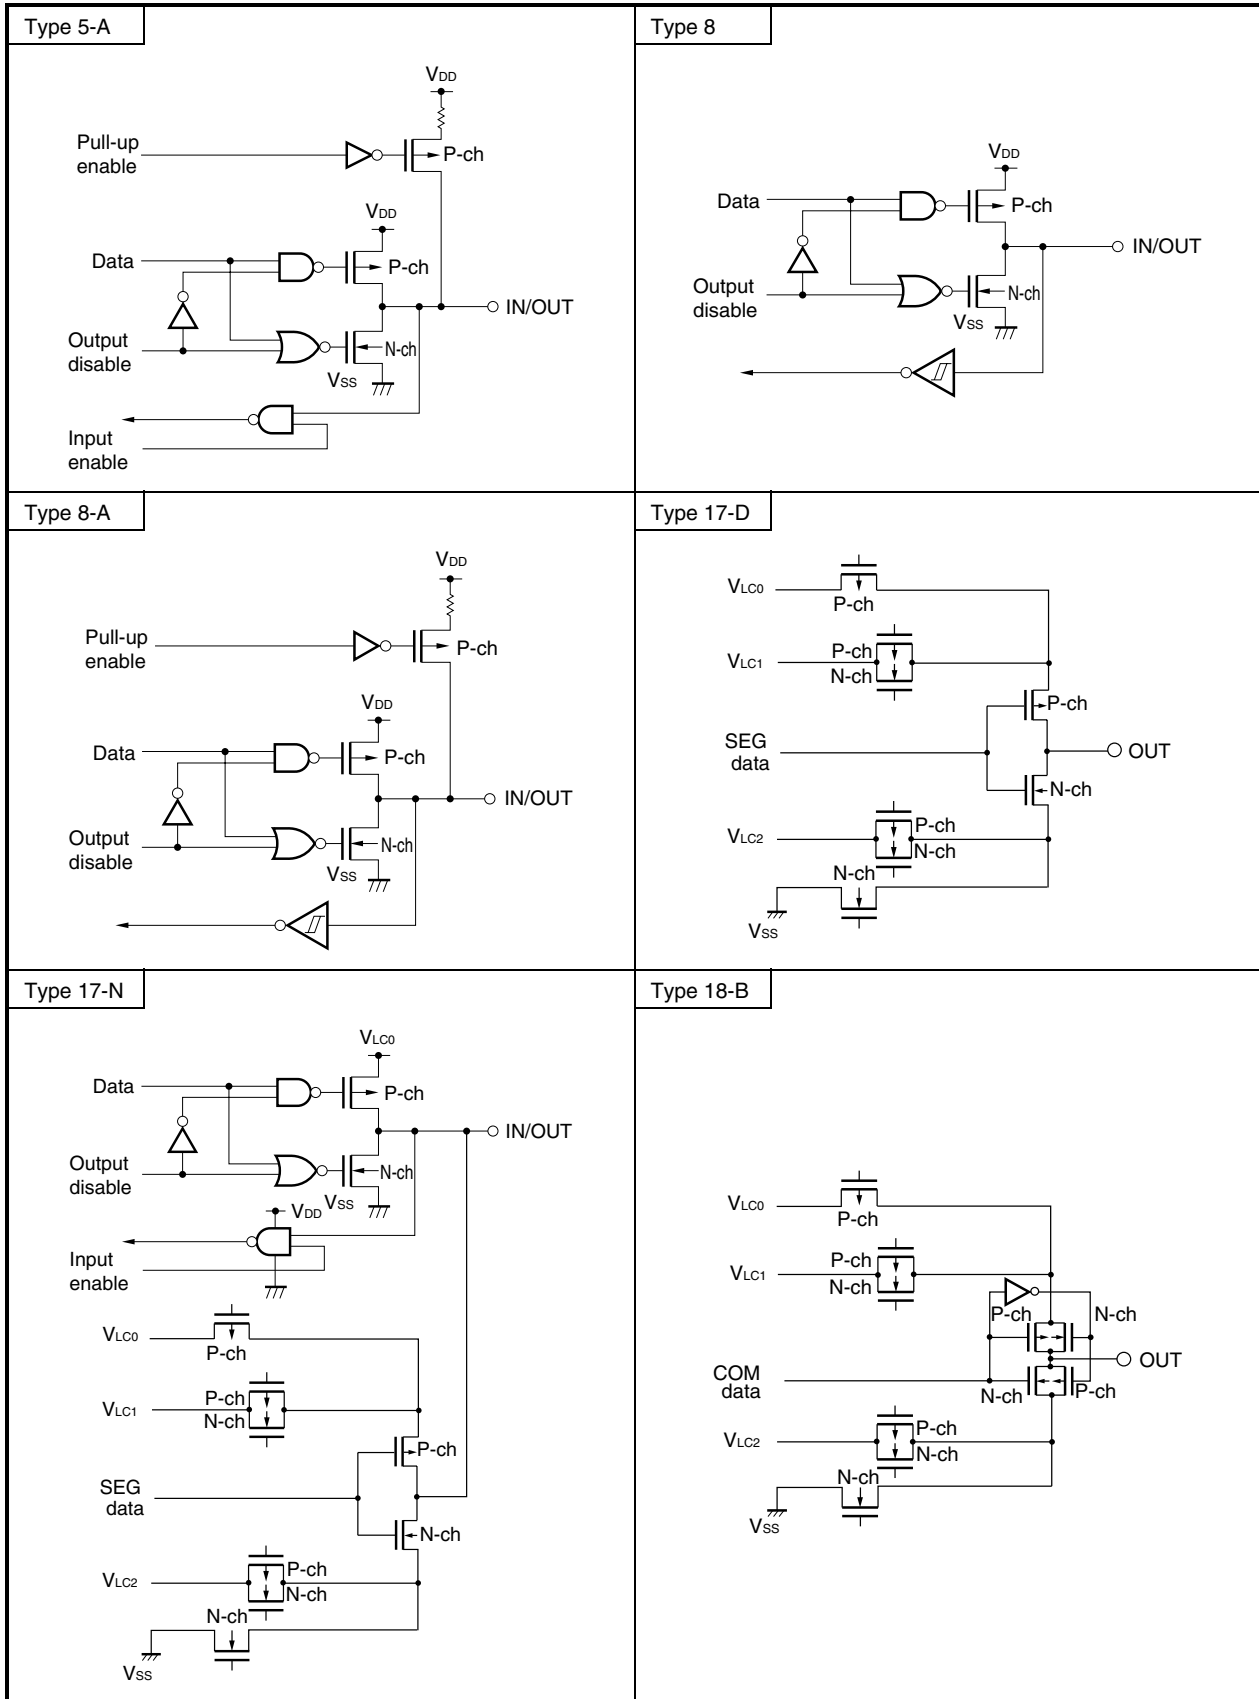 Type 5-A
VDD
Pull-up
enable
P-ch
VDD
Data
P-ch
IN/OUT
Output
disable
N-ch
VSS
Input
enable
Type 8
VDD
Data
P-ch
IN/OUT
Output
disable
N-ch
VSS
Type 8-A
VDD
Pull-up
enable
P-ch
VDD
Data
P-ch
IN/OUT
Output
disable
N-ch
VSS
Type 17-D
VLC0
P-ch
VLC1
P-ch
N-ch
P-ch
SEG
data
OUT
N-ch
VLC2
P-ch
N-ch
N-ch
VSS
Type 17-N
VLC0
Data
P-ch
IN/OUT
Output
disable
N-ch
VSS
VDD
Input
enable
VLC0
P-ch
VLC1
P-ch
N-ch
P-ch
SEG
data
N-ch
VLC2
P-ch
N-ch
N-ch
VSS
Type 18-B
VLC0
P-ch
VLC1
P-ch
N-ch
P-ch
N-ch
OUT
COM
data
N-ch
P-ch
VLC2
P-ch
N-ch
N-ch
VSS